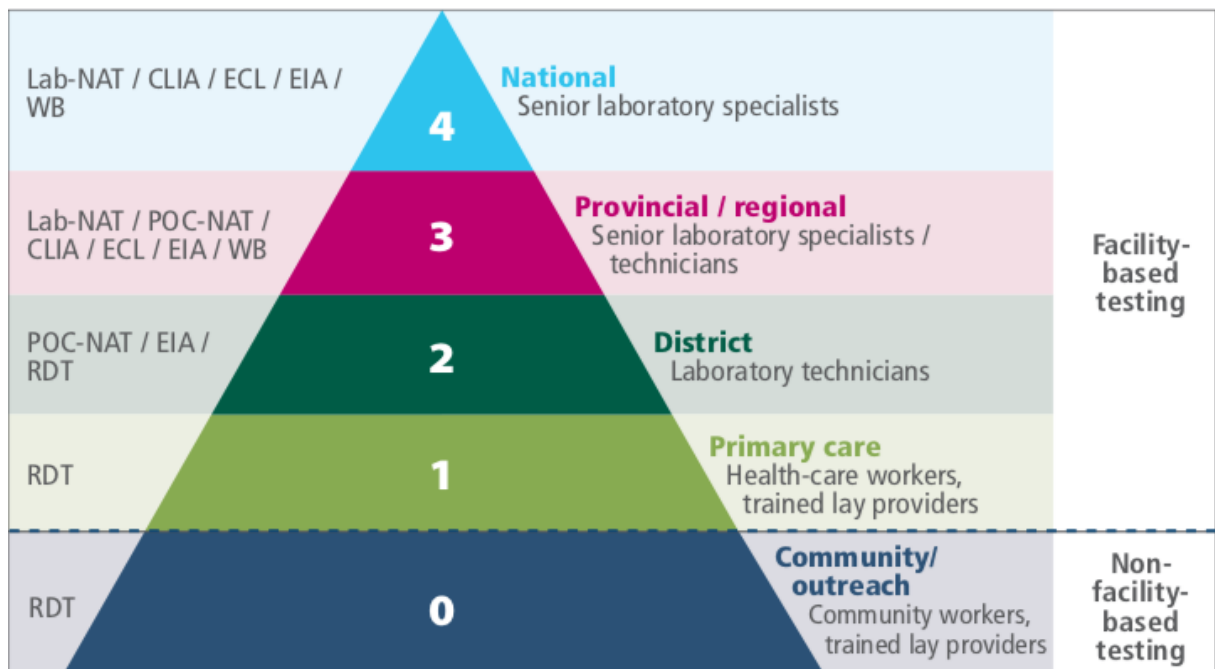 Lab-NAT / CLIA / ECL / EIA /
WB
4
National
Senior laboratory specialists
Lab-NAT / POC-NAT /
CLIA / ECL / EIA / WB
3
Provincial / regional
Senior laboratory specialists /
technicians
Facility-
based
testing
POC-NAT / EIA /
RDT
2
District
Laboratory technicians
RDT
1
Primary care
Health-care workers,
trained lay providers
RDT
0
Community/
outreach
Community workers,
trained lay providers
Non-
facility-
based
testing